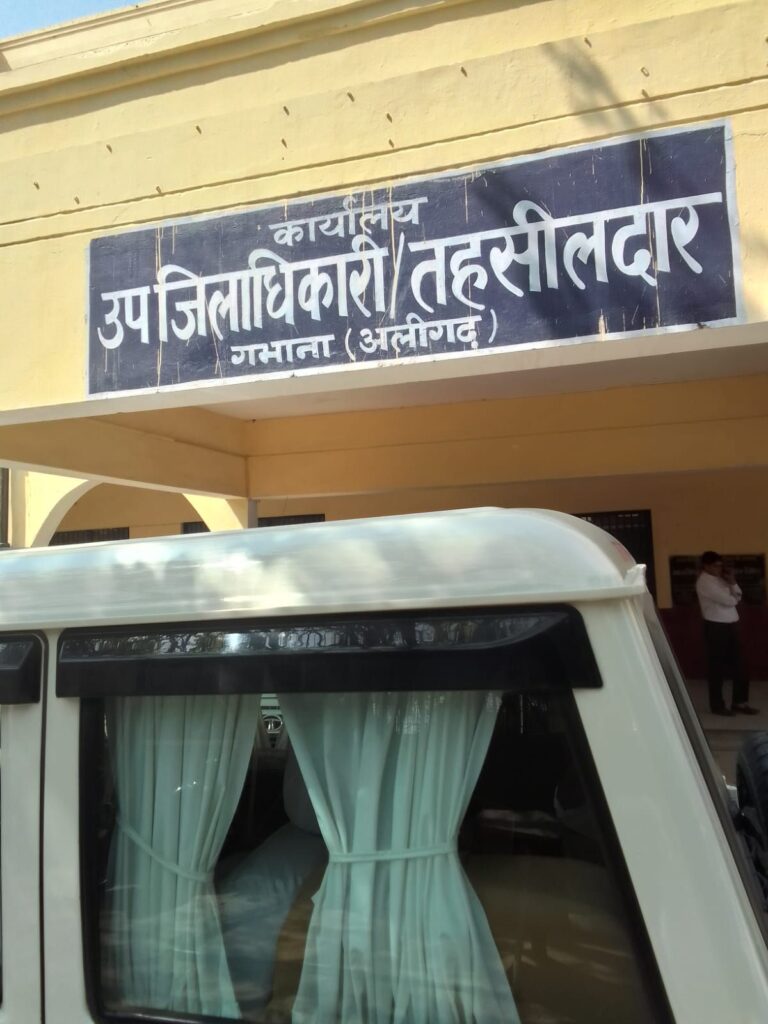 कार्यालय
उप जिलाधिकारी/तहसीलदार
गभाना (अलीगढ़)